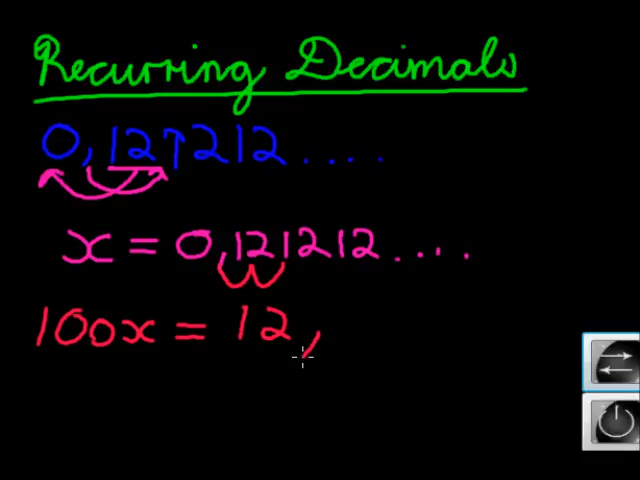 Recurring Decimals
0,121212....
x = 0,121212....
100x = 12,